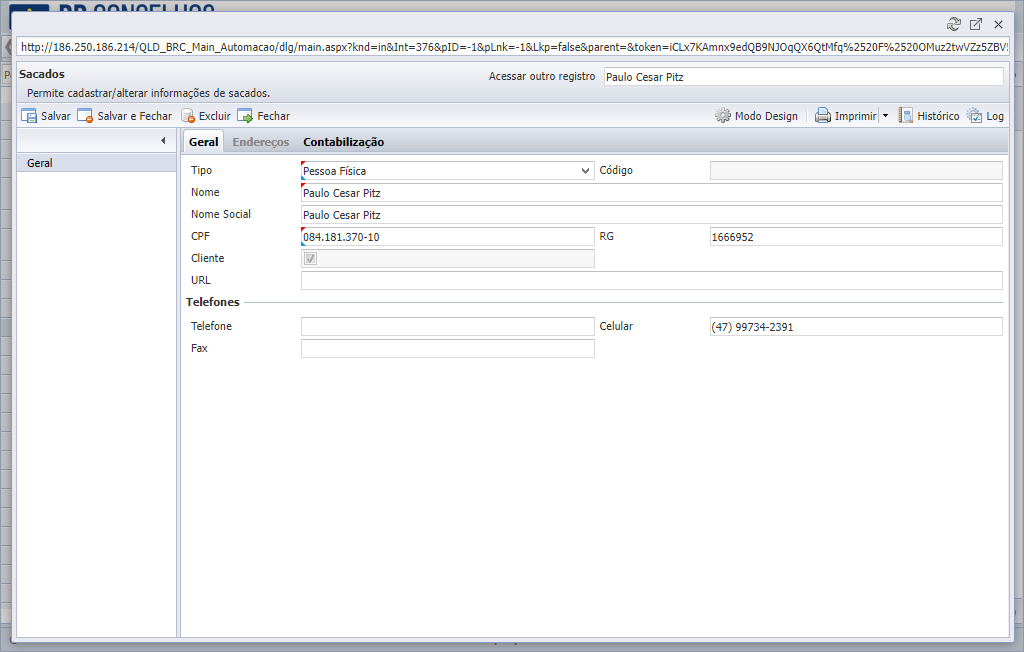 http://186.250.186.214/QLD_BRC_Main_Automacao/dlg/main.aspx?knd=in&Int=376&pID=-1&pLnk=-1&Lkp=false&parent=&token=iCLx7KAmnx9edQB9NJOqQX6QtMfq%2520F%2520OMuz2twVZz5ZBV
Sacados
Acessar outro registro Paulo Cesar Pitz
Permite cadastrar/alterar informações de sacados.
Salvar Salvar e Fechar Excluir Fechar Modo Design Imprimir Histórico Log
Geral Endereços Contabilização
Geral
Tipo Pessoa Física Código
Nome Paulo Cesar Pitz
Nome Social Paulo Cesar Pitz
CPF 084.181.370-10 RG 1666952
Cliente
URL
Telefones
Telefone Celular (47) 99734-2391
Fax